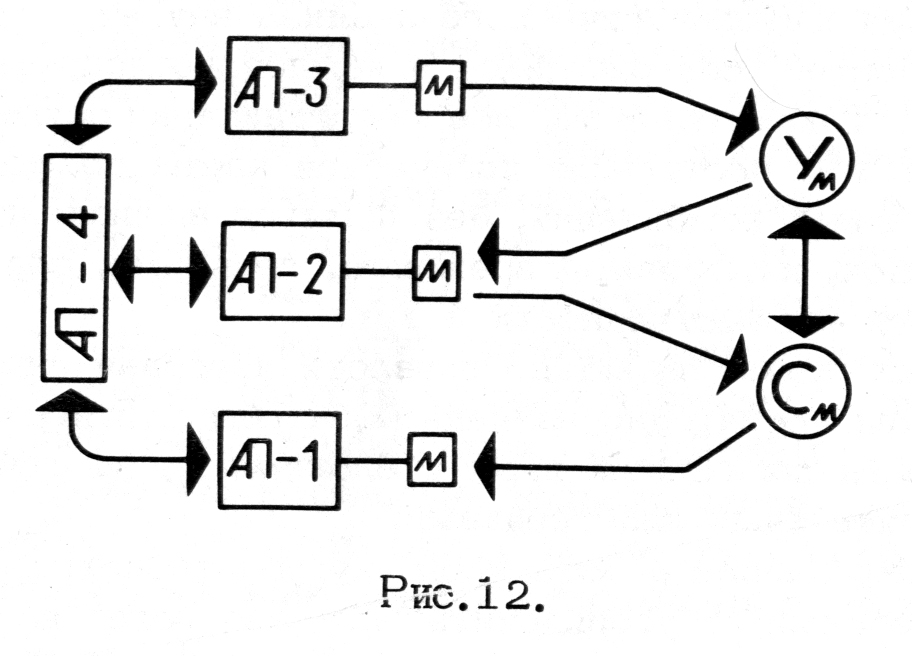 АП-3
м
Ум
АП-4
АП-2
м
См
АП-1
м
Рис.12.